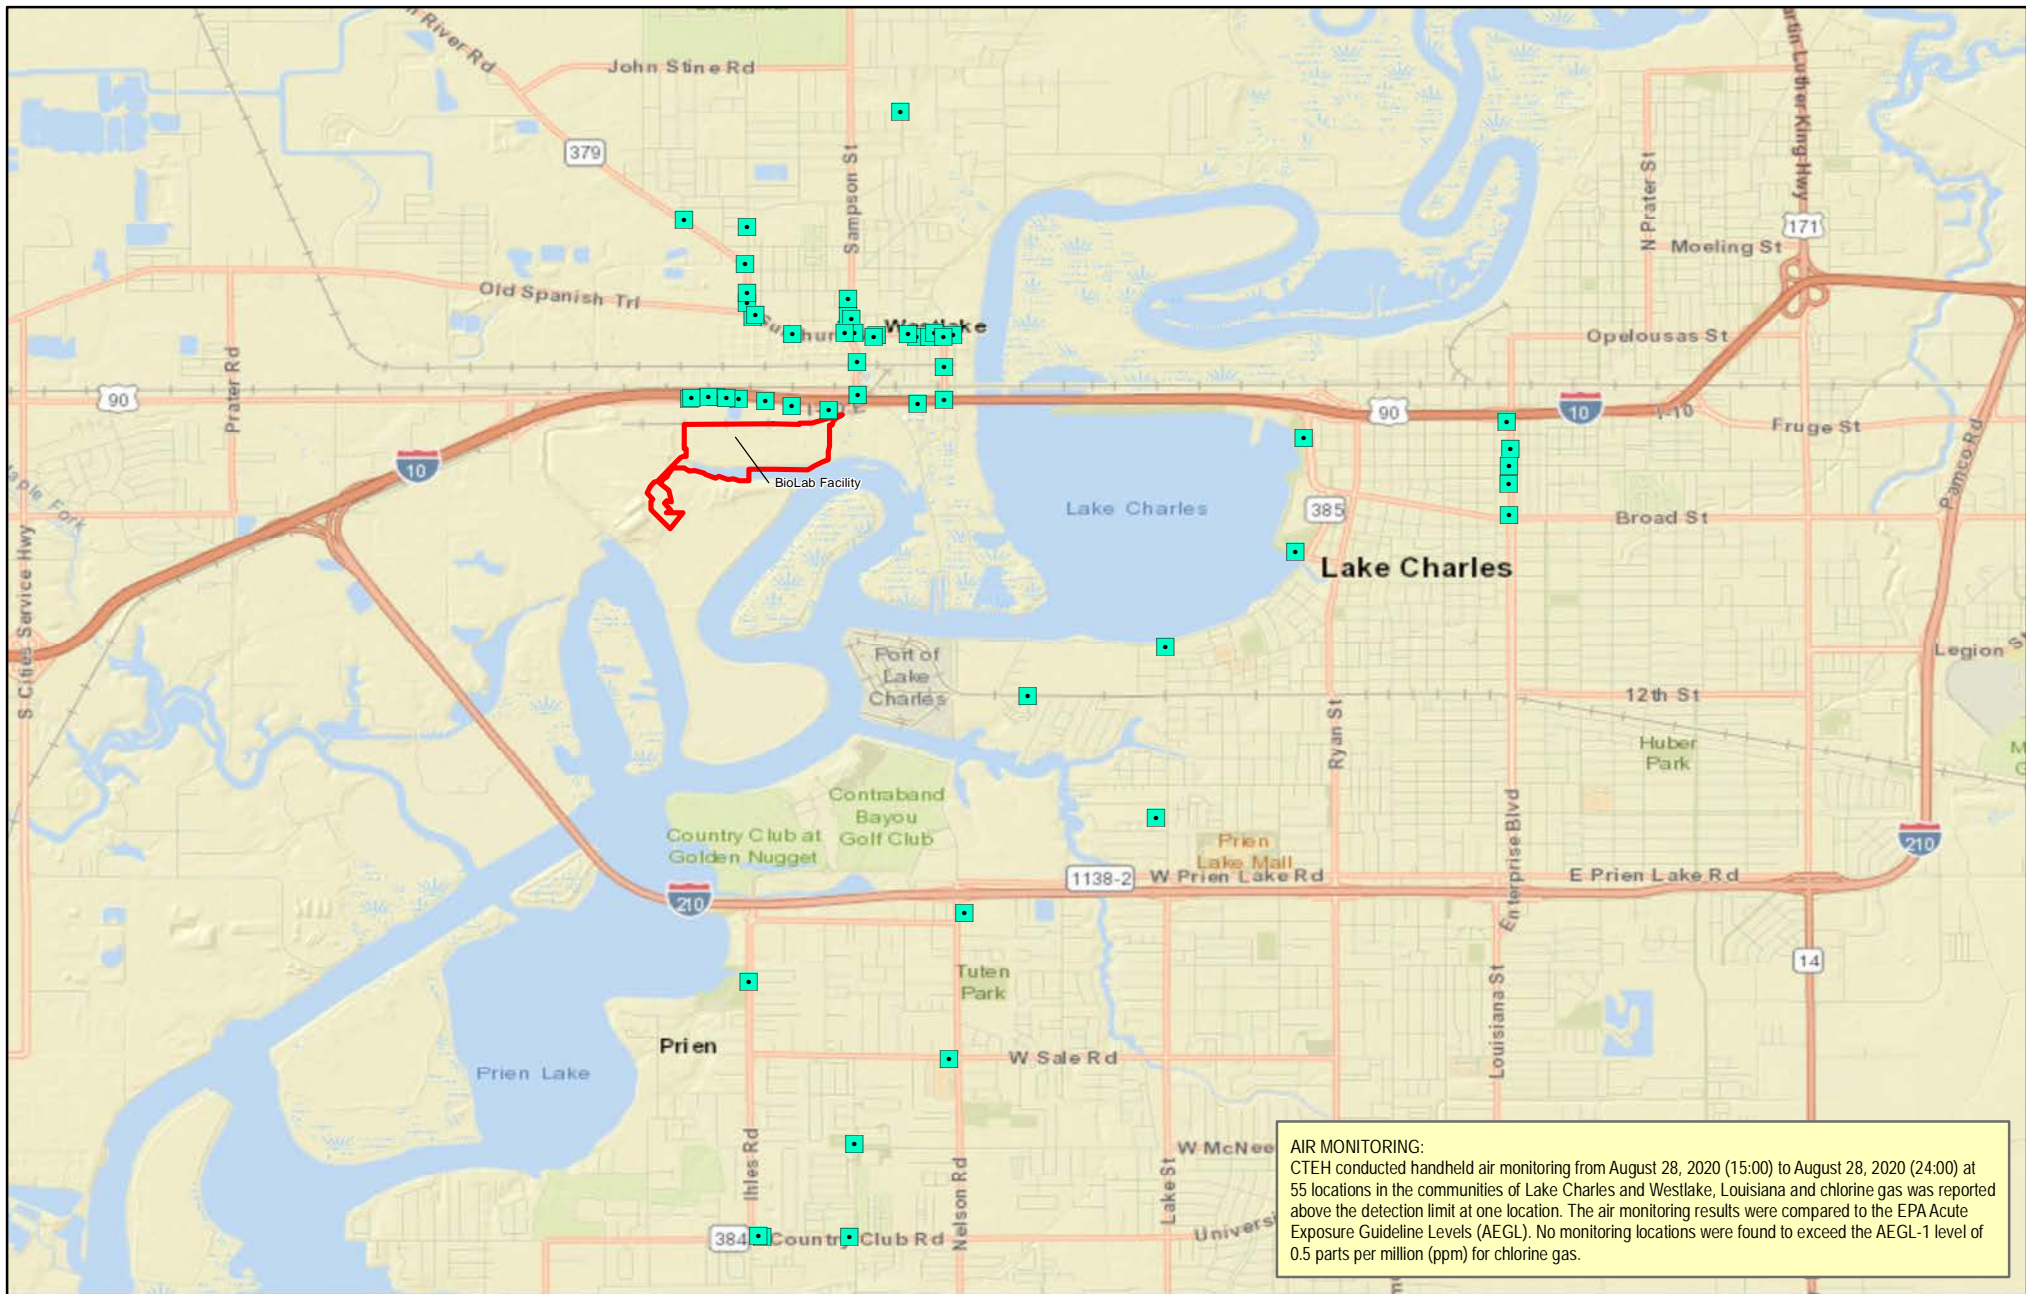 John Stine Rd
River Rd
Martin Luther King Hwy
379
Sampson St
N Prater St
171
Moeling St
Old Spanish Trl
Westlake
Opelousas St
Prater Rd
90
10
90
10
I-10
Fruge St
BioLab Facility
Lake Charles
385
Broad St
Pamco Rd
Maple Fork
S Cities Service Hwy
Lake Charles
Port of
Lake
Charles
Legion St
12th St
Ryan St
Huber
Park
Contraband
Bayou
Golf Club
Country Club at
Golden Nugget
Prien
Lake Mall
1138-2
W Prien Lake Rd
E Prien Lake Rd
Enterprise Blvd
210
210
14
Tuten
Park
Louisiana St
Prien
W Sale Rd
Prien Lake
Ihles Rd
Nelson Rd
Lake St
W McNee
384
Country Club Rd
Universi
AIR MONITORING:
CTEH conducted handheld air monitoring from August 28, 2020 (15:00) to August 28, 2020 (24:00) at
55 locations in the communities of Lake Charles and Westlake, Louisiana and chlorine gas was reported
above the detection limit at one location. The air monitoring results were compared to the EPA Acute
Exposure Guideline Levels (AEGL). No monitoring locations were found to exceed the AEGL-1 level of
0.5 parts per million (ppm) for chlorine gas.